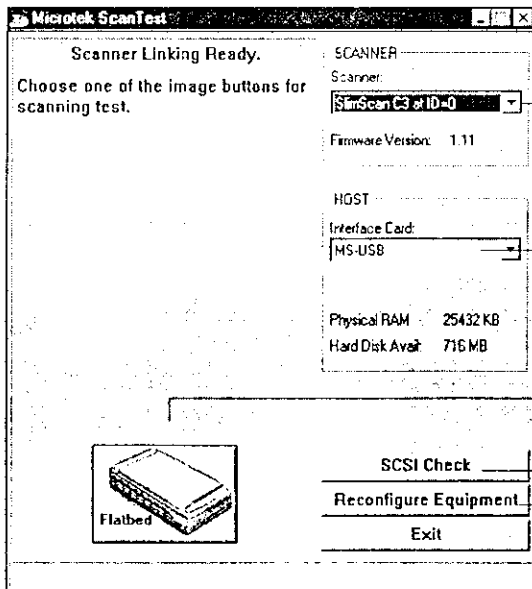 Microtek ScanTest
Scanner Linking Ready.
Choose one of the image buttons for
scanning test.
SCANNER
Scanner:
SlimScan C3 at ID=0
Firmware Version: 1.11
HOST
Interface Card:
MS-USB
Physical RAM 25432 KB
Hard Disk Avail: 716 MB
Flatbed
SCSI Check
Reconfigure Equipment
Exit